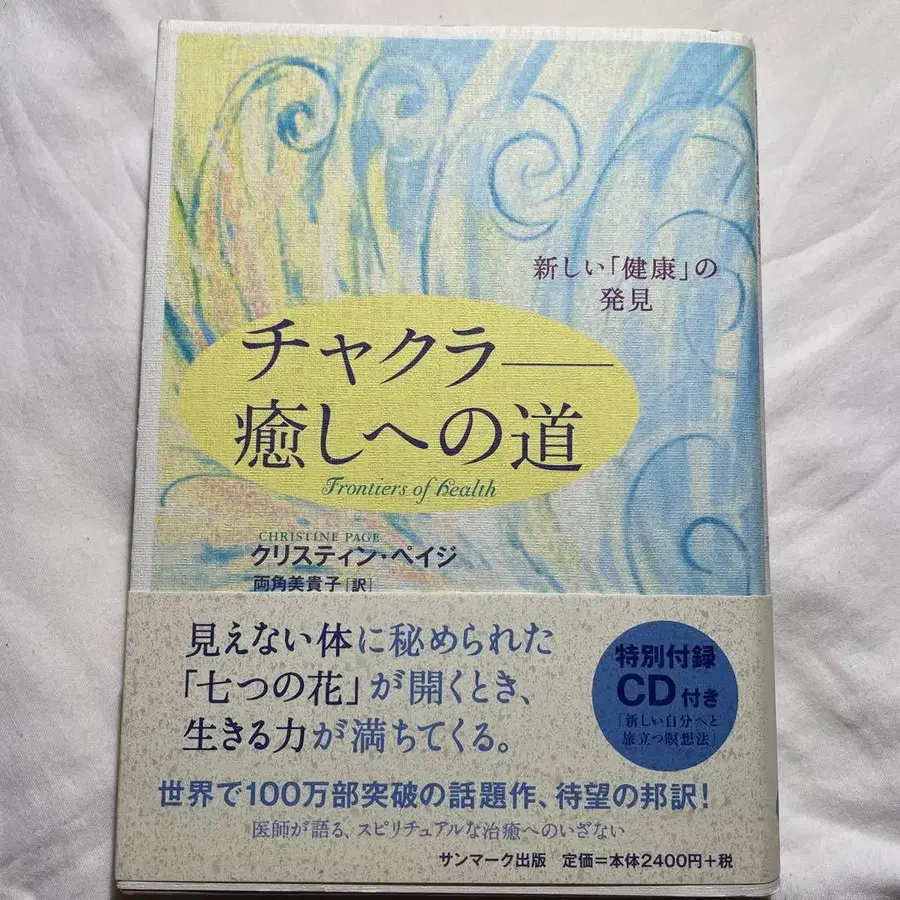 新しい「健康」の
発見
チャクラ——
癒しへの道
Frontiers of health
CHRISTINE PAGE
クリスティン・ペイジ
両角美貴子[訳]
見えない体に秘められた
「七つの花」が開くとき、
生きる力が満ちてくる。
特別付録
CD付き
「新しい自分へと
旅立つ瞑想法」
世界で100万部突破の話題作、待望の邦訳!
医師が語る、スピリチュアルな治癒へのいざない
サンマーク出版 定価=本体2400円+税